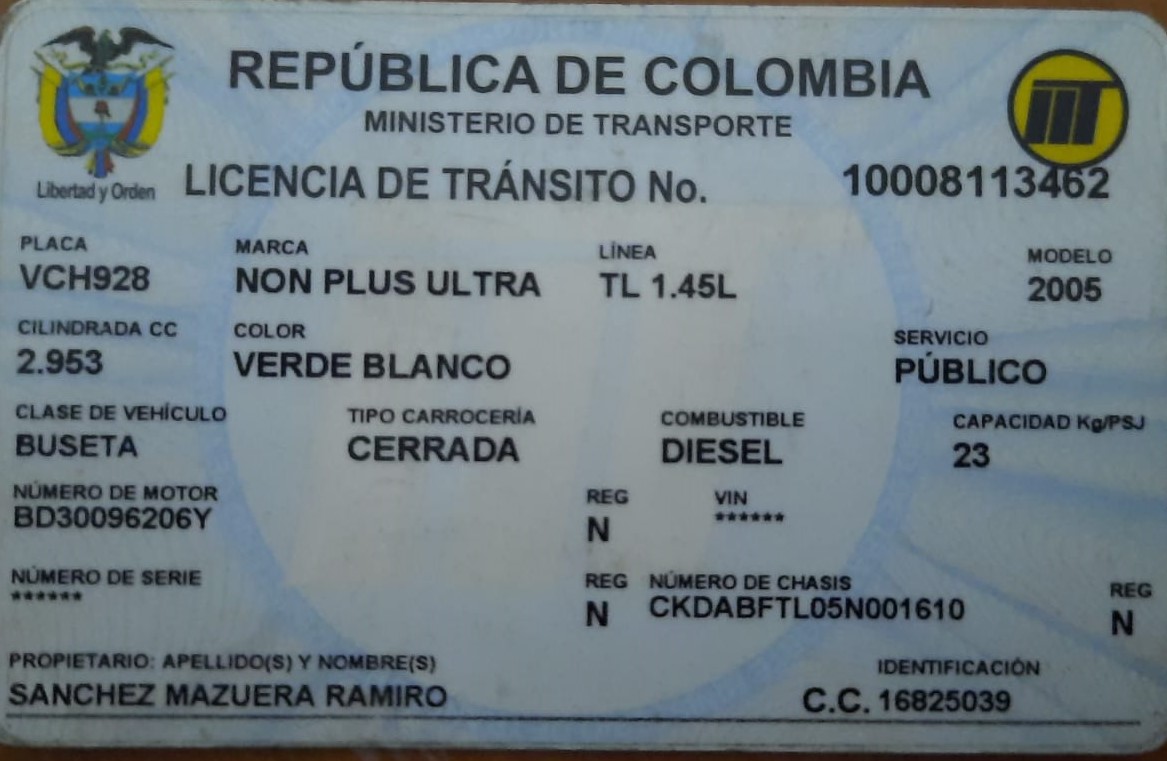 REPÚBLICA DE COLOMBIA
MINISTERIO DE TRANSPORTE
Libertad y Orden
LICENCIA DE TRÁNSITO No. 10008113462
PLACA MARCA LÍNEA MODELO
VCH928 NON PLUS ULTRA TL 1.45L 2005
CILINDRADA CC COLOR SERVICIO
2.953 VERDE BLANCO PÚBLICO
CLASE DE VEHÍCULO TIPO CARROCERÍA COMBUSTIBLE CAPACIDAD Kg/PSJ
BUSETA CERRADA DIESEL 23
NÚMERO DE MOTOR REG VIN
BD30096206Y N ******
NÚMERO DE SERIE REG NÚMERO DE CHASIS REG
****** N CKDABFTL05N001610 N
PROPIETARIO: APELLIDO(S) Y NOMBRE(S) IDENTIFICACIÓN
SANCHEZ MAZUERA RAMIRO C.C. 16825039